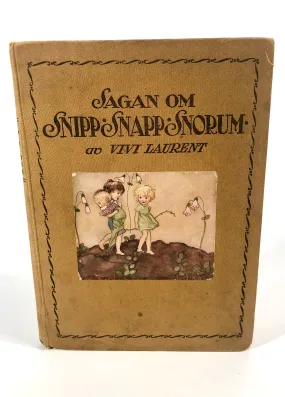 SAGAN OM
SNIPP·SNAPP·SNORUM·
av VIVI LAURENT